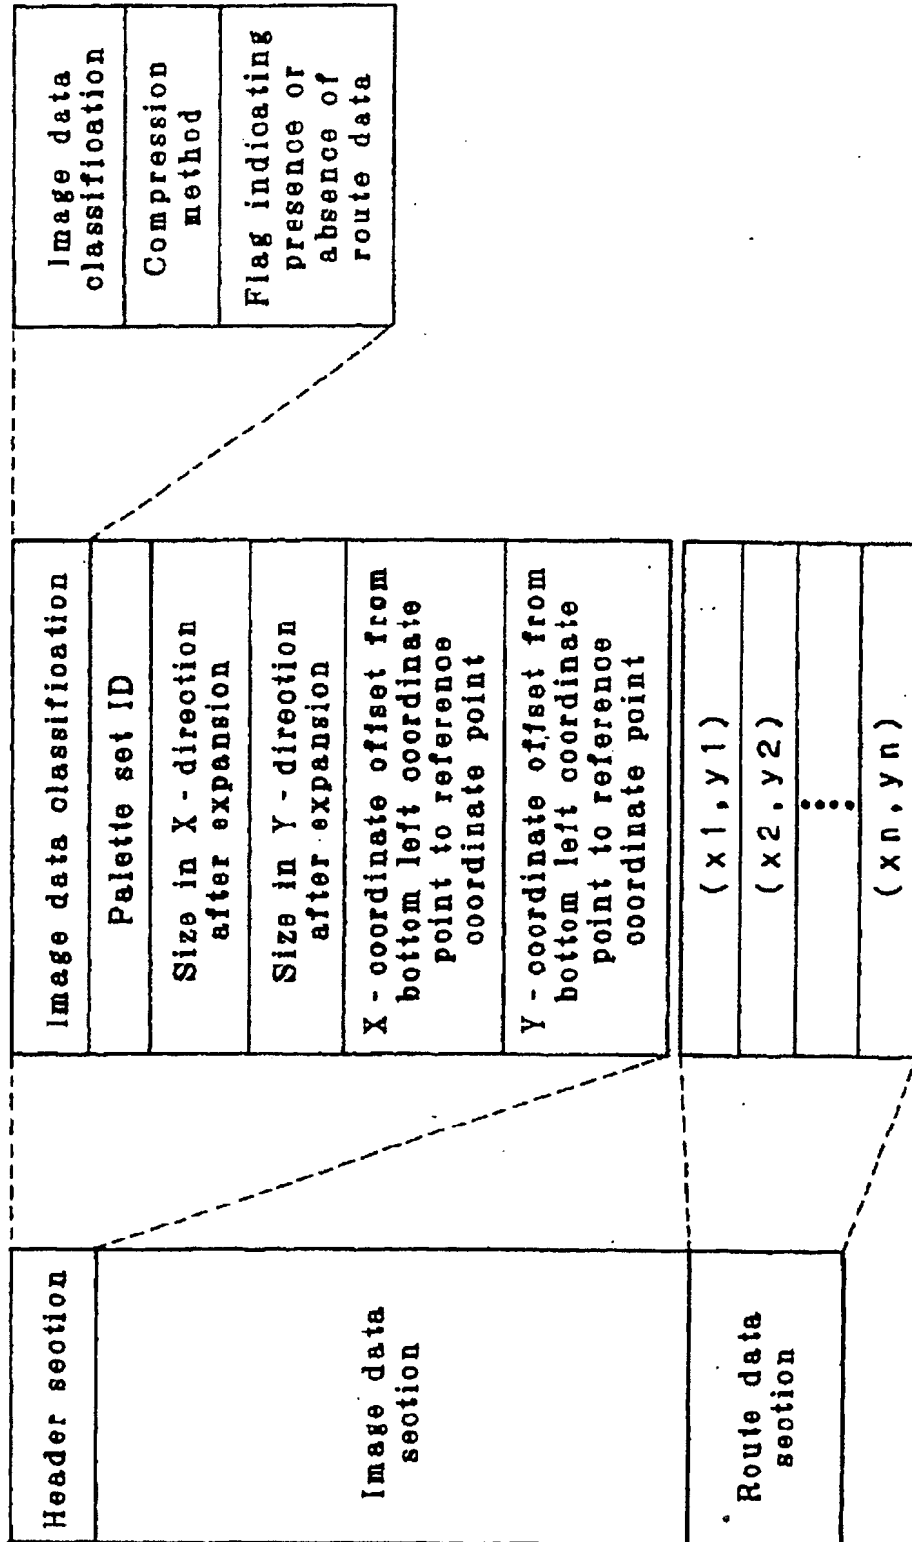 Header section
Image data
section
Route data
section
Image data classification
Palette set ID
Size in X - direction
after expansion
Size in Y - direction
after expansion
X - coordinate offset from
bottom left coordinate
point to reference
coordinate point
Y - coordinate offset from
bottom left coordinate
point to reference
coordinate point
(x1, y1)
(x2, y2)
(xn, yn)
Image data
classification
Compression
method
Flag indicating
presence or
absence of
route data